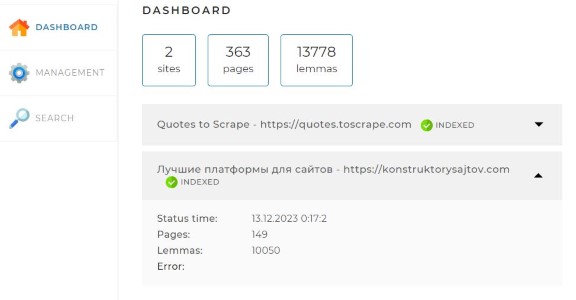 DASHBOARD
MANAGEMENT
SEARCH
DASHBOARD
2
sites
363
pages
13778
lemmas
Quotes to Scrape - https://quotes.toscrape.com INDEXED
Лучшие платформы для сайтов - https://konstruktorysajtov.com
INDEXED
Status time: 13.12.2023 0:17:2
Pages: 149
Lemmas: 10050
Error: